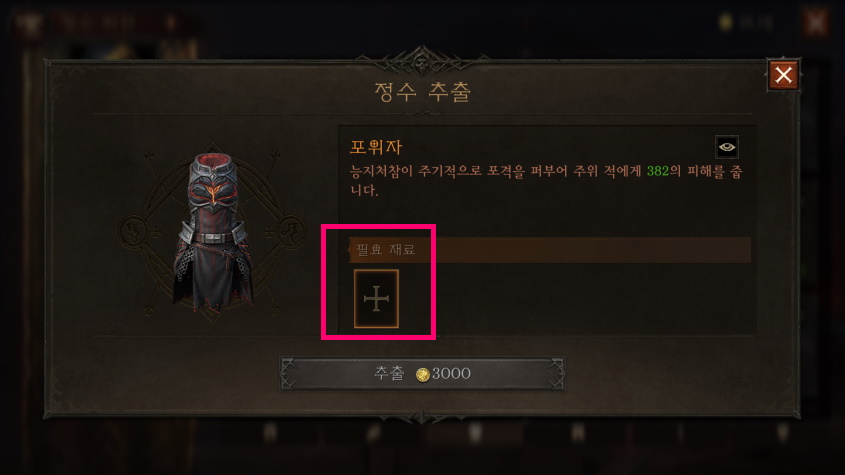 정수 추출
포위자
능지처참이 주기적으로 포격을 퍼부어 주위 적에게 382의 피해를 줍
니다.
필요 재료
추출 3000